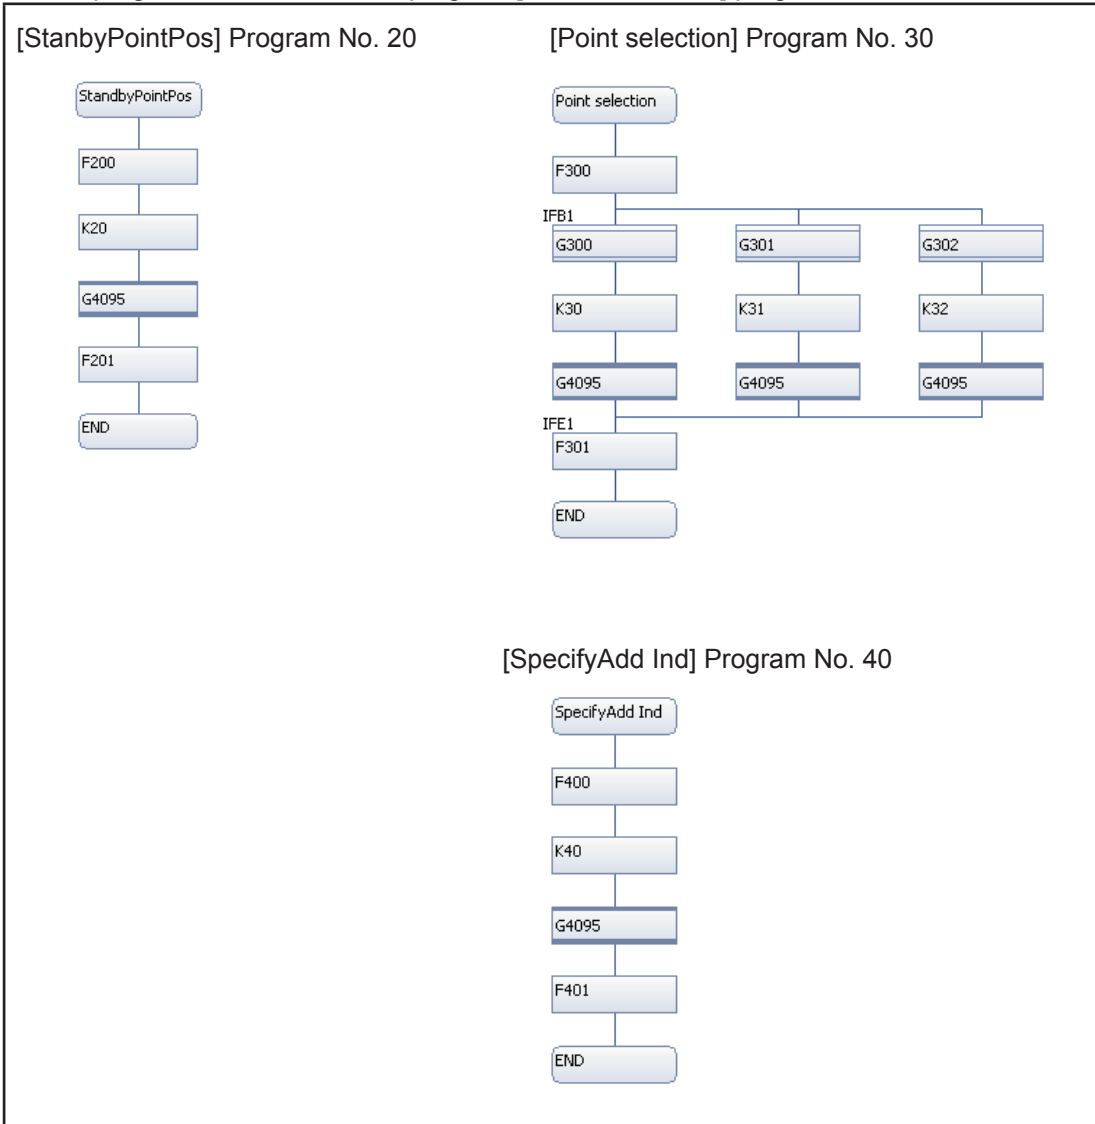 [StanbyPointPos] Program No. 20
StandbyPointPos
F200
K20
G4095
F201
END
[Point selection] Program No. 30
Point selection
F300
IFB1
G300 G301 G302
K30 K31 K32
G4095 G4095 G4095
IFE1
F301
END
[SpecifyAdd Ind] Program No. 40
SpecifyAdd Ind
F400
K40
G4095
F401
END